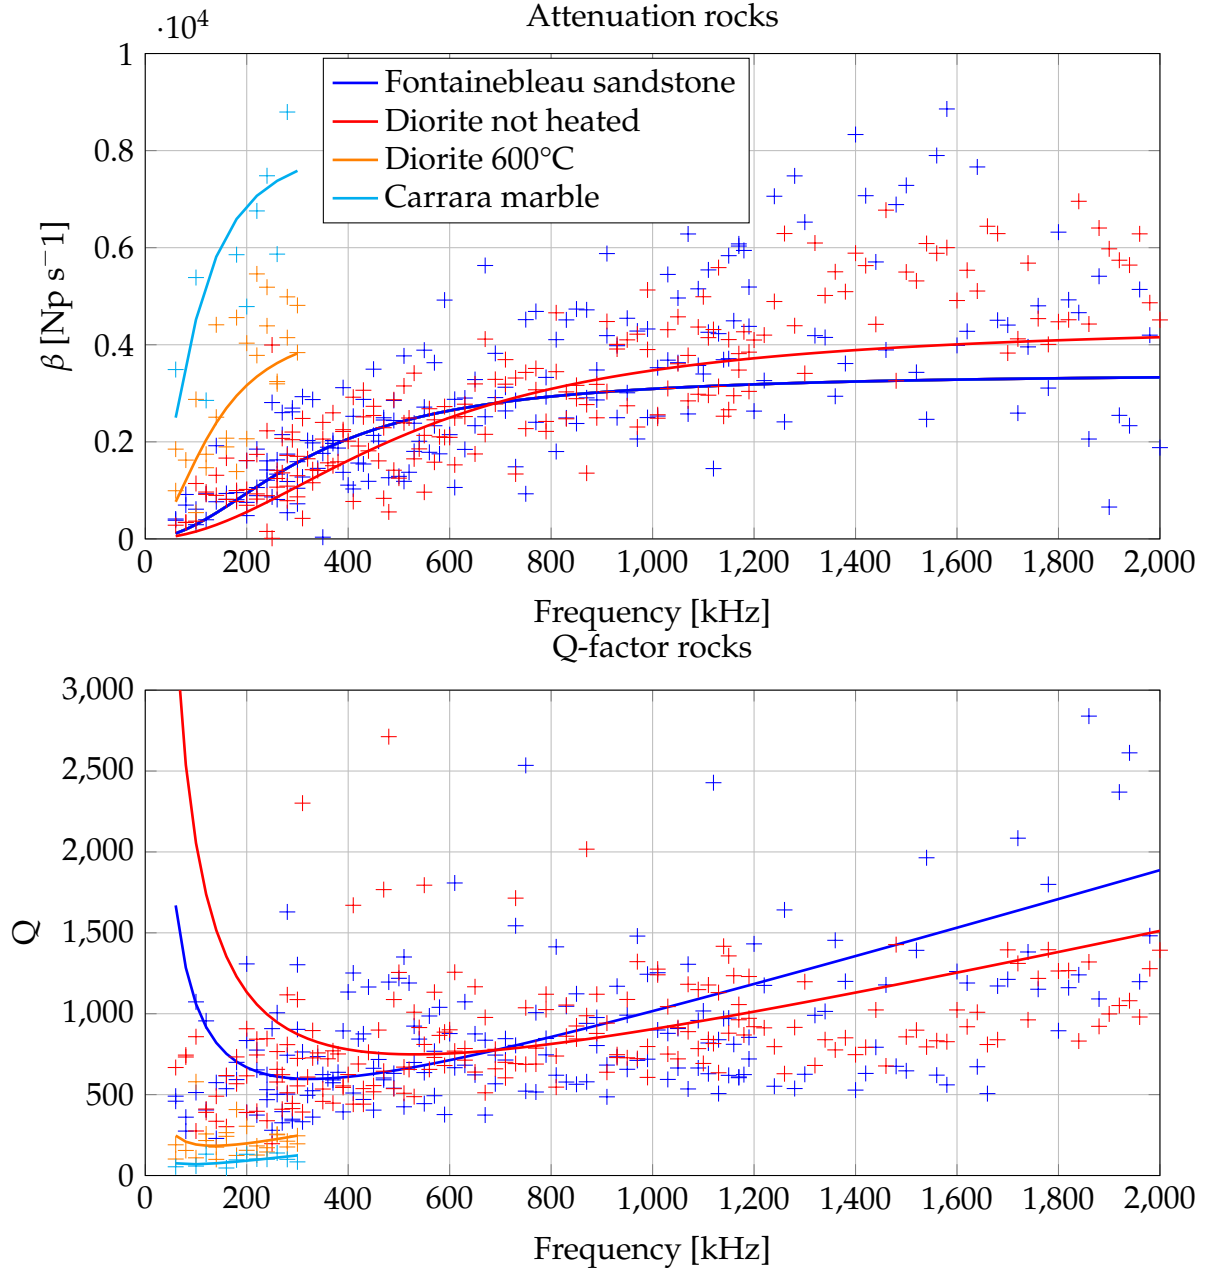 Attenuation rocks
·10⁴
1
0.8
0.6
0.4
0.2
0
β [Np s−1]
Fontainebleau sandstone
Diorite not heated
Diorite 600°C
Carrara marble
0 200 400 600 800 1,000 1,200 1,400 1,600 1,800 2,000
Frequency [kHz]
Q-factor rocks
3,000
2,500
2,000
1,500
1,000
500
0
Q
0 200 400 600 800 1,000 1,200 1,400 1,600 1,800 2,000
Frequency [kHz]